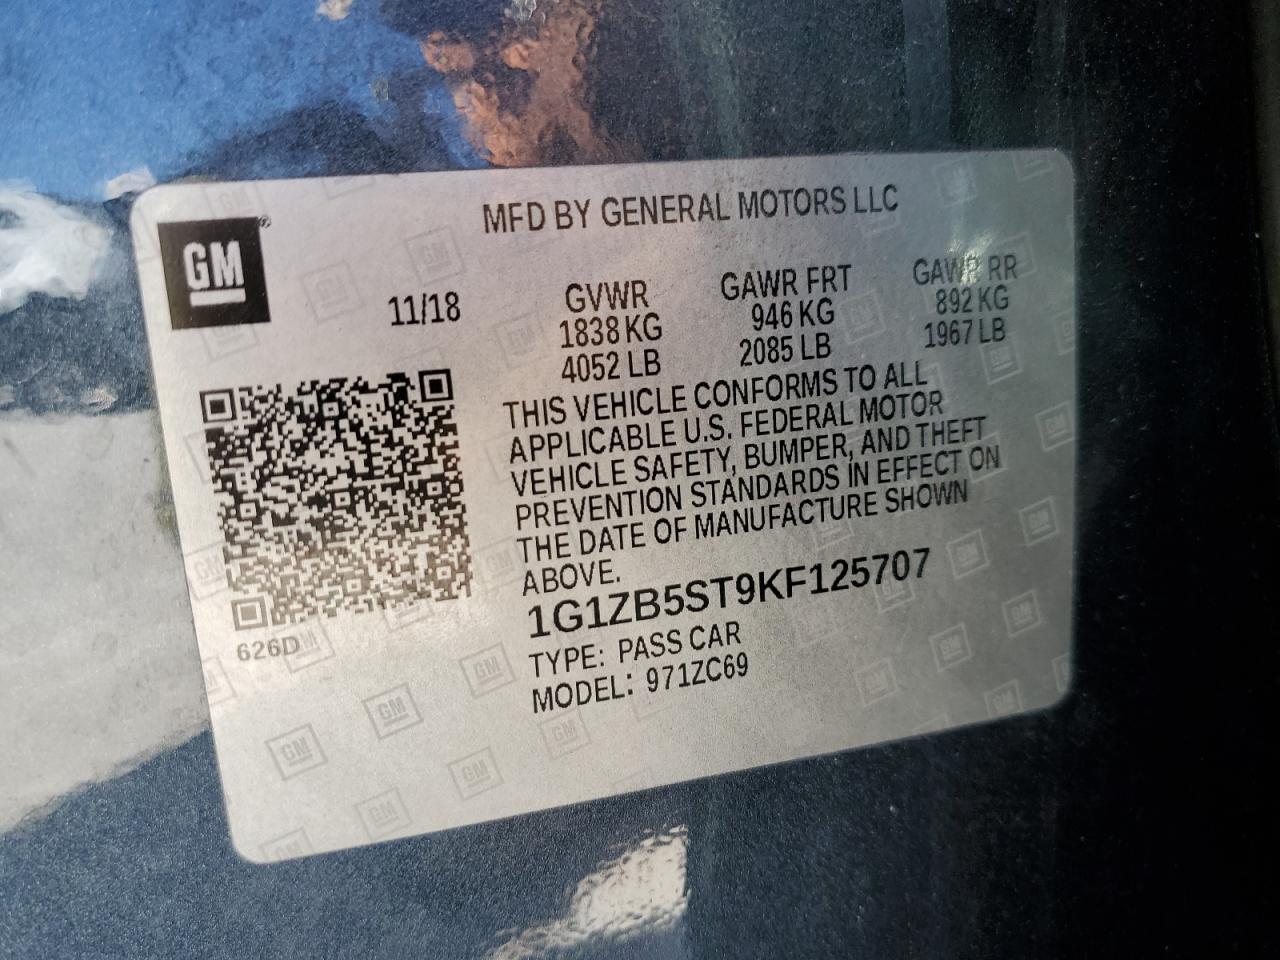 MFD BY GENERAL MOTORS LLC
GM®
11/18
GVWR GAWR FRT GAWR RR
1838 KG 946 KG 892 KG
4052 LB 2085 LB 1967 LB
THIS VEHICLE CONFORMS TO ALL
APPLICABLE U.S. FEDERAL MOTOR
VEHICLE SAFETY, BUMPER, AND THEFT
PREVENTION STANDARDS IN EFFECT ON
THE DATE OF MANUFACTURE SHOWN
ABOVE.
1G1ZB5ST9KF125707
626D
TYPE: PASS CAR
MODEL: 971ZC69